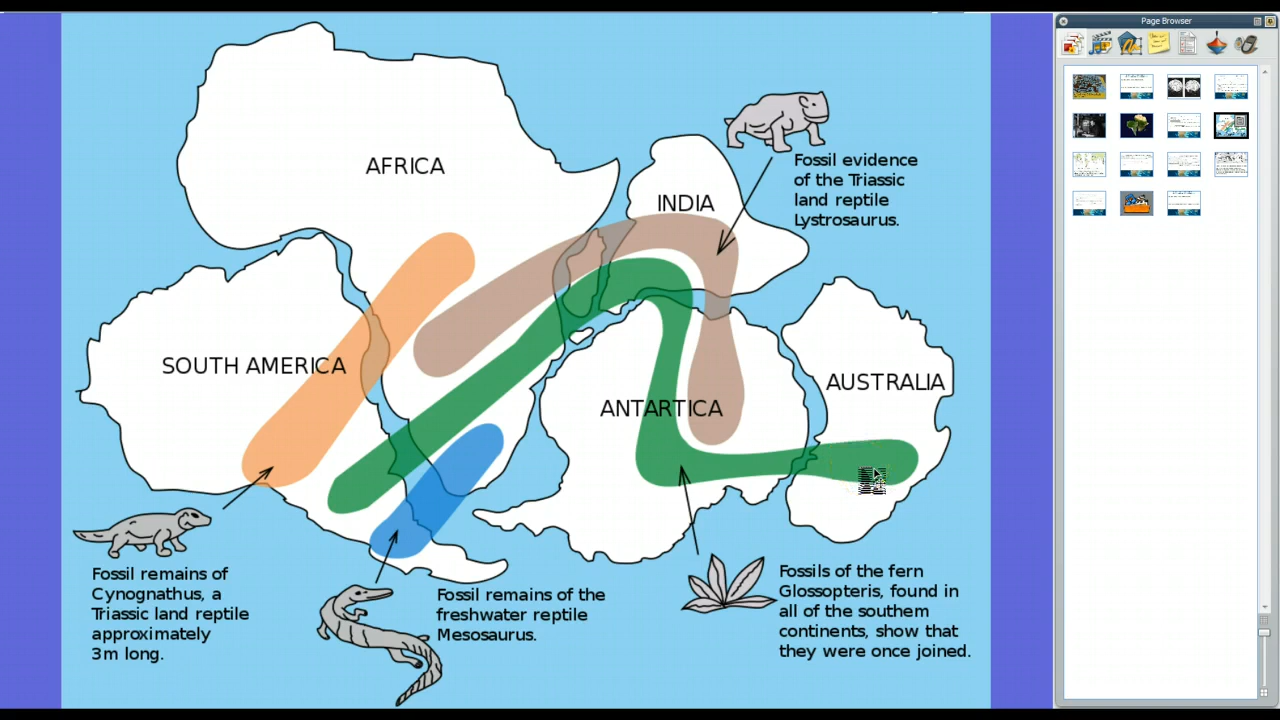 Page Browser
AFRICA
INDIA
Fossil evidence
of the Triassic
land reptile
Lystrosaurus.
SOUTH AMERICA
ANTARTICA
AUSTRALIA
Fossil remains of
Cynognathus, a
Triassic land reptile
approximately
3m long.
Fossil remains of the
freshwater reptile
Mesosaurus.
Fossils of the fern
Glossopteris, found in
all of the southem
continents, show that
they were once joined.